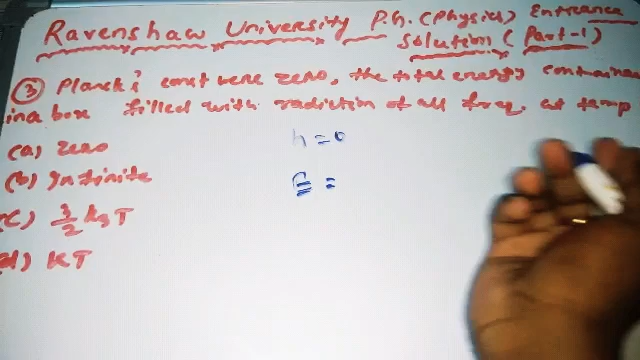 Ravenshaw University P.G. (Physics) Entrance
Solution (Part-1)
③ Planck's const were zero, the total energy contained
in a box filled with radiation of all freq. at temp
(a) Zero
(b) Infinite
(c) 3/2 kBT
(d) KT
h = 0
E =